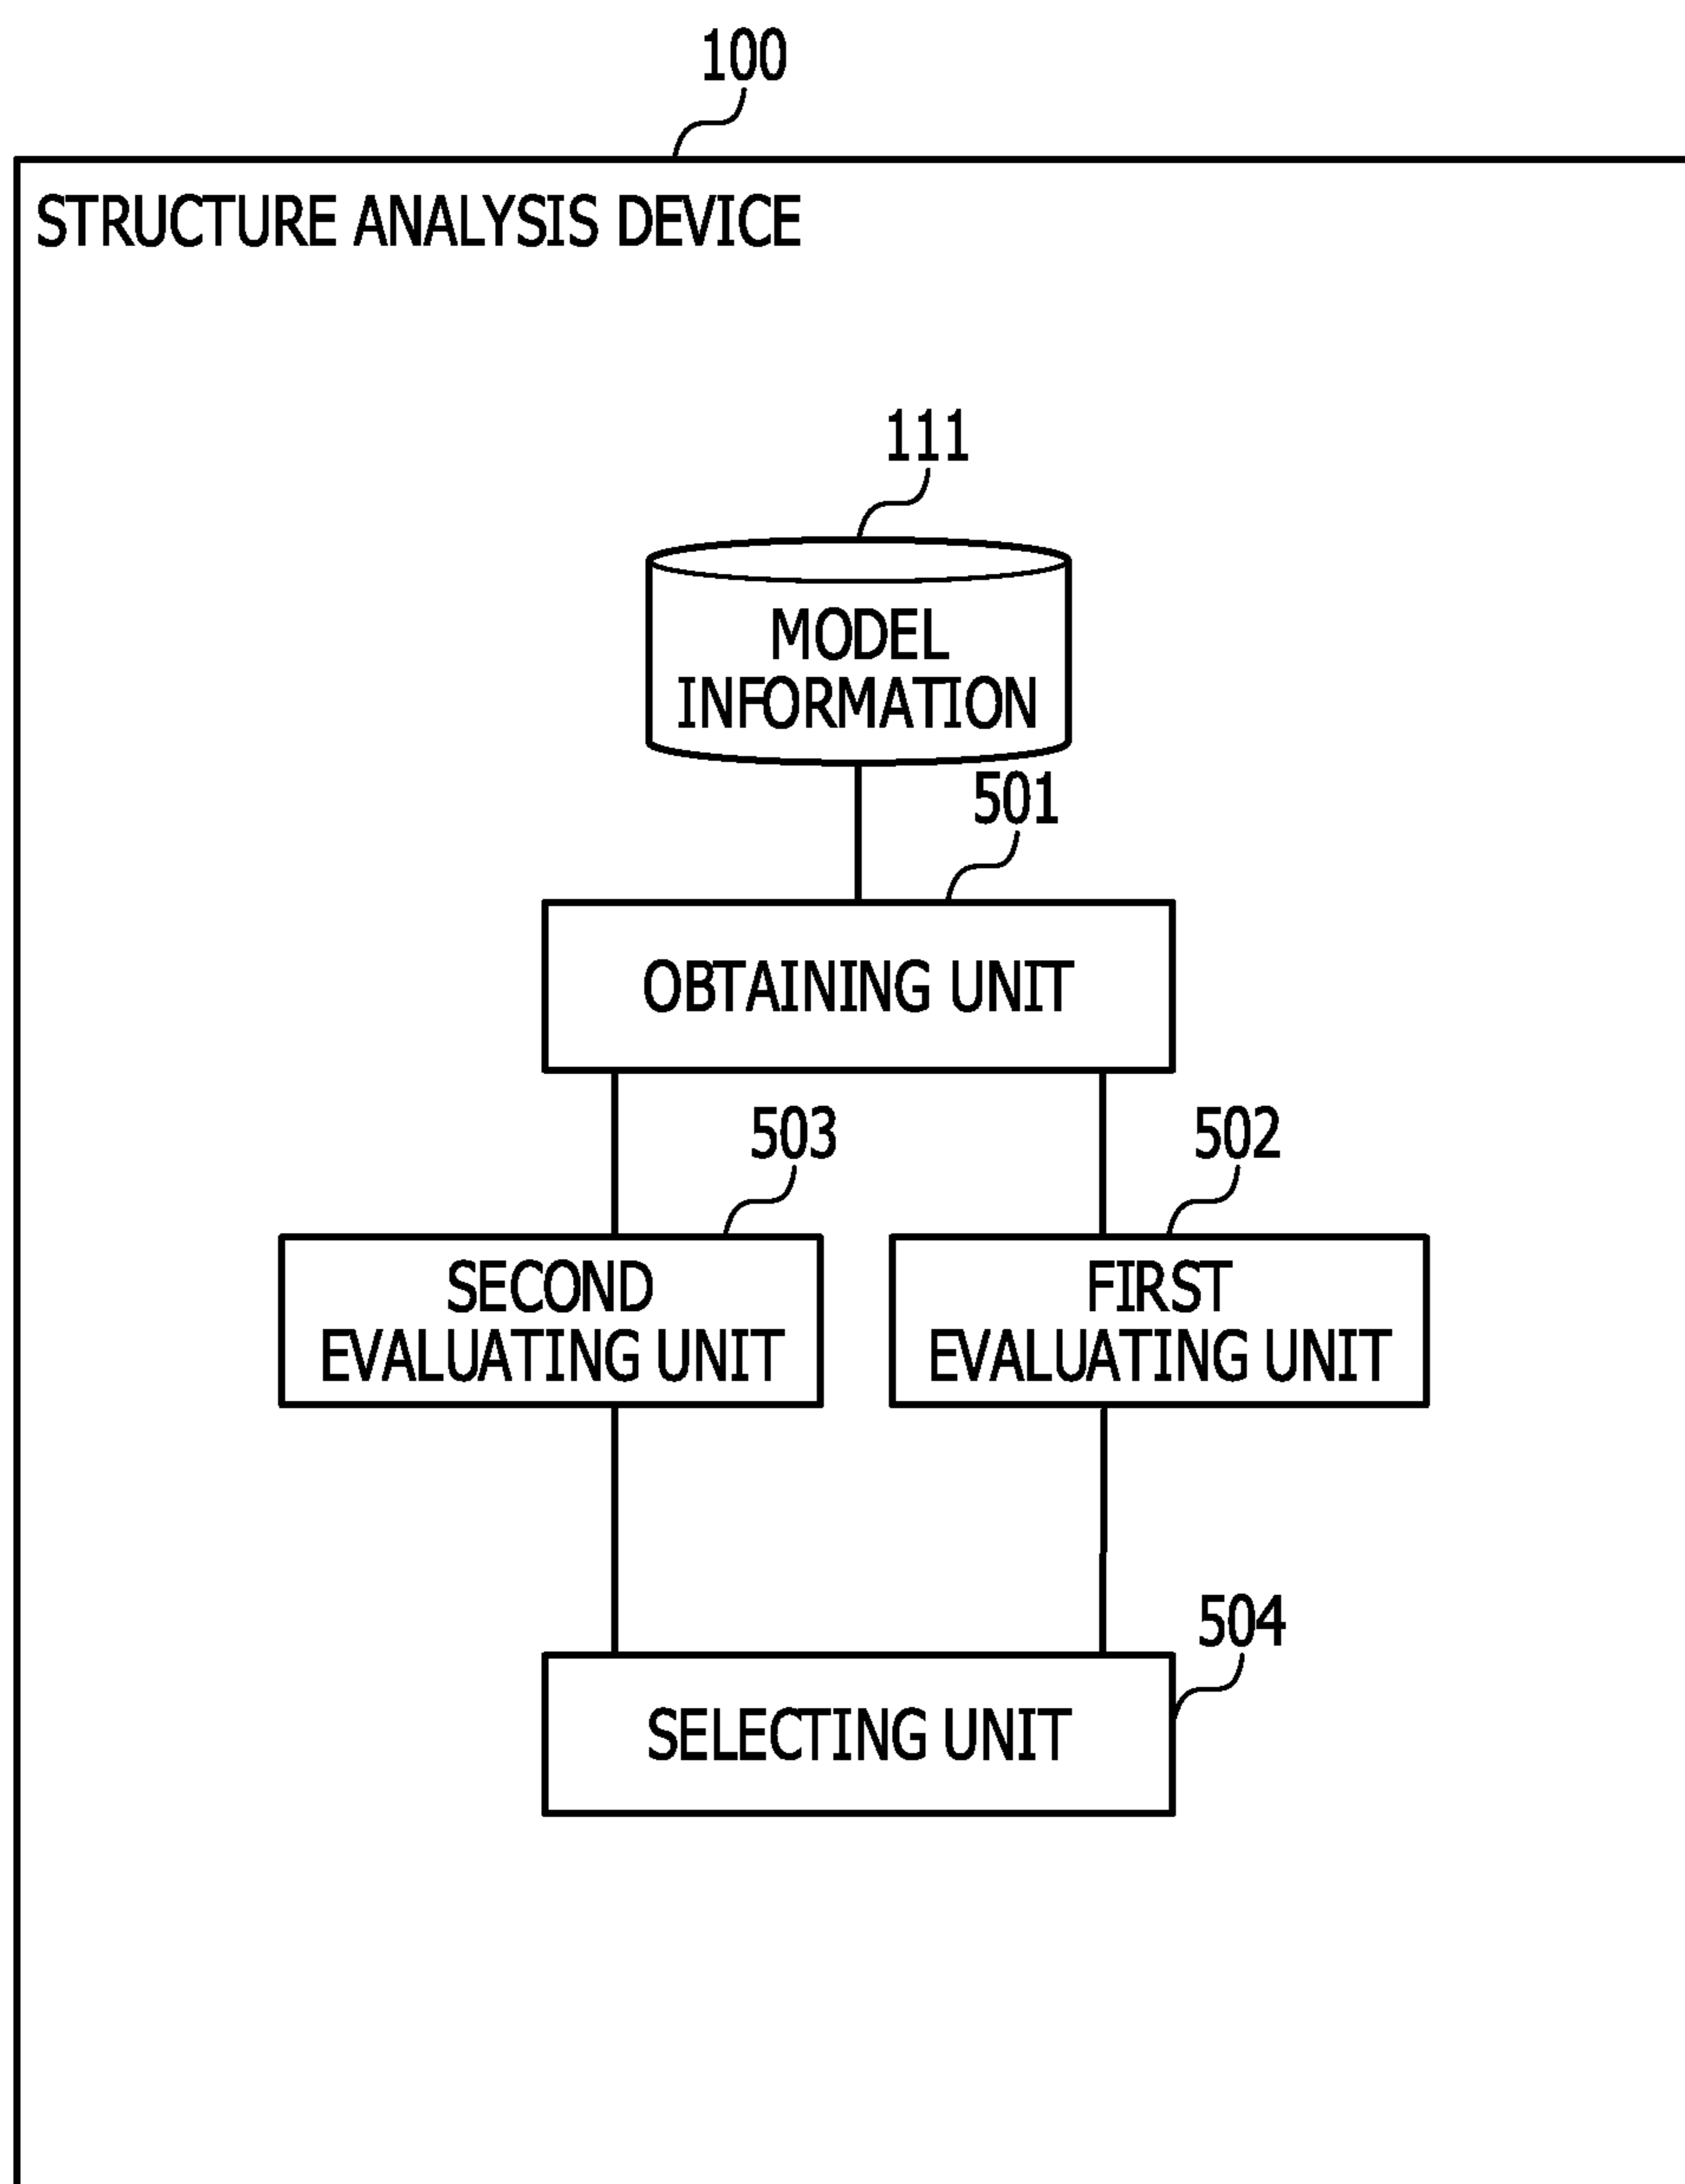 100
STRUCTURE ANALYSIS DEVICE
111
MODEL
INFORMATION
501
OBTAINING UNIT
503
502
SECOND
EVALUATING UNIT
FIRST
EVALUATING UNIT
504
SELECTING UNIT